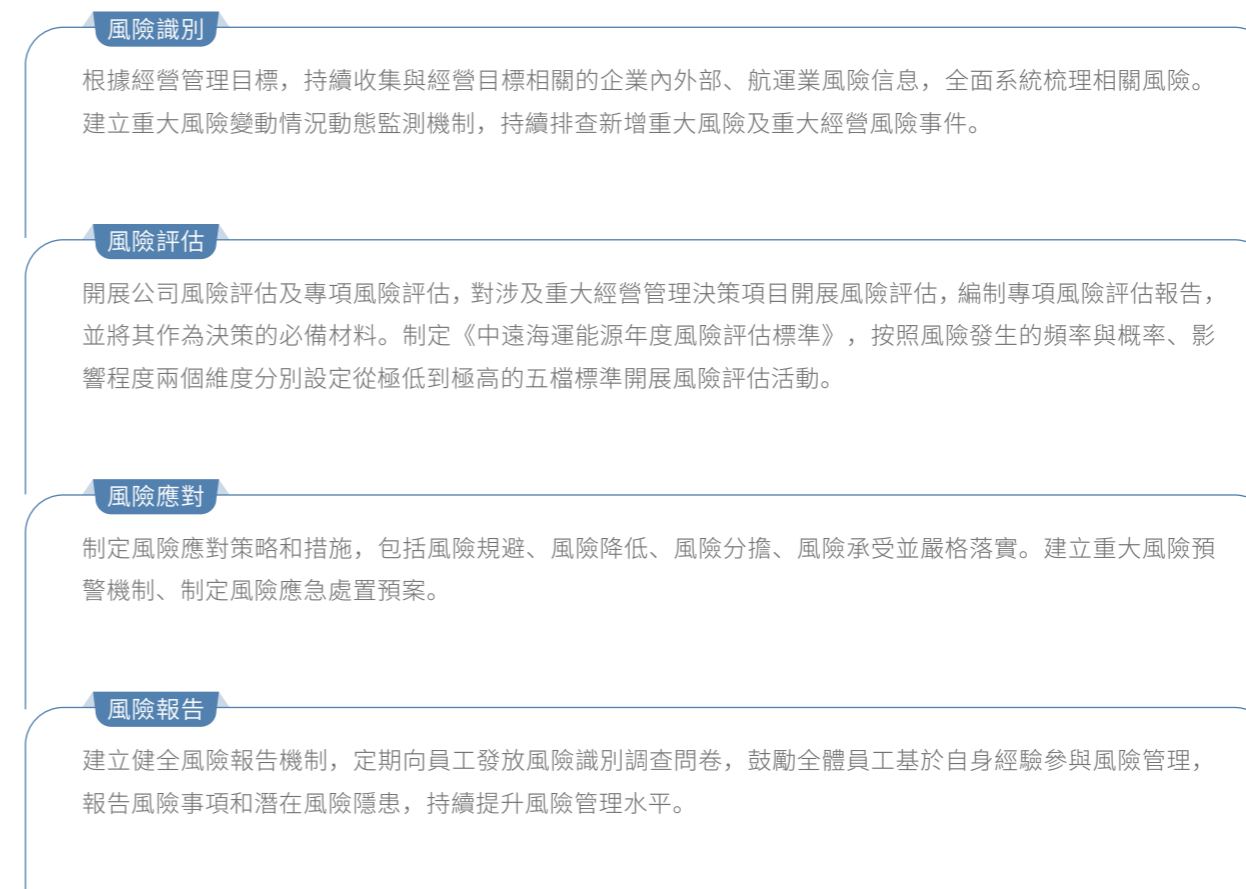 風險識別
根據經營管理目標，持續收集與經營目標相關的企業內外部、航運業風險信息，全面系統梳理相關風險。
建立重大風險變動情況動態監測機制，持續排查新增重大風險及重大經營風險事件。
風險評估
開展公司風險評估及專項風險評估，對涉及重大經營管理決策項目開展風險評估，編制專項風險評估報告，
並將其作為決策的必備材料。制定《中遠海運能源年度風險評估標準》，按照風險發生的頻率與概率、影
響程度兩個維度分別設定從極低到極高的五檔標準開展風險評估活動。
風險應對
制定風險應對策略和措施，包括風險規避、風險降低、風險分擔、風險承受並嚴格落實。建立重大風險預
警機制、制定風險應急處置預案。
風險報告
建立健全風險報告機制，定期向員工發放風險識別調查問卷，鼓勵全體員工基於自身經驗參與風險管理，
報告風險事項和潛在風險隱患，持續提升風險管理水平。